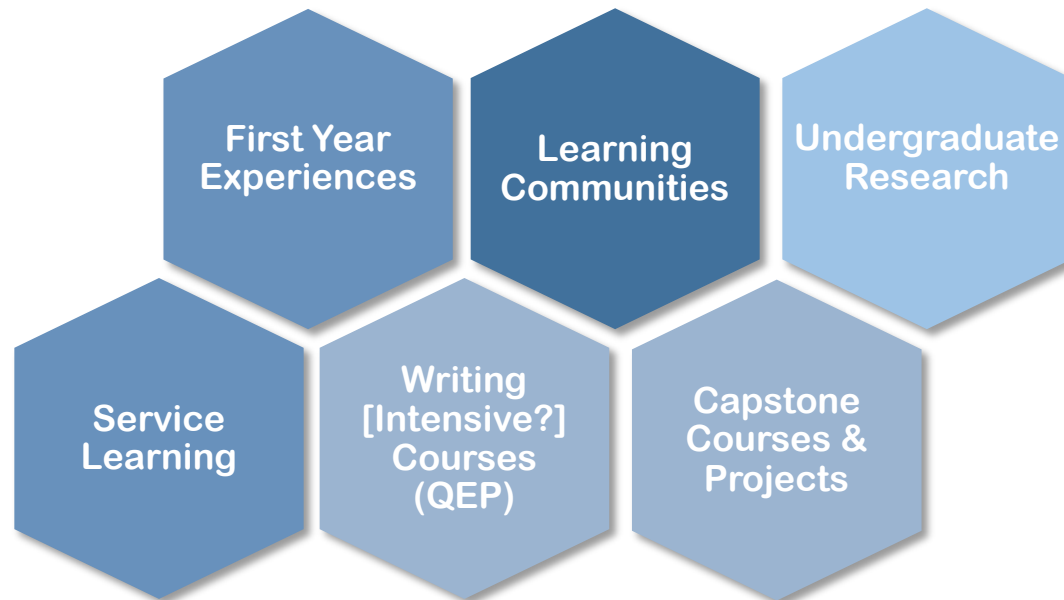 First Year
Experiences
Learning
Communities
Undergraduate
Research
Service
Learning
Writing
[Intensive?]
Courses
(QEP)
Capstone
Courses &
Projects